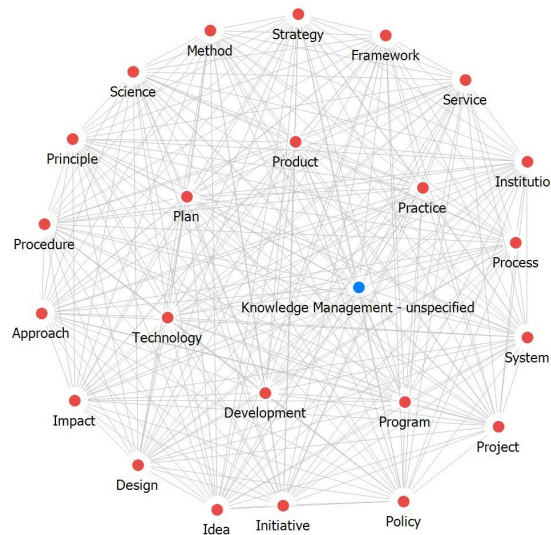 Strategy
Method
Framework
Science
Service
Principle
Product
Institutio
Plan
Practice
Procedure
Process
Knowledge Management - unspecified
Approach
Technology
System
Impact
Development
Program
Project
Design
Idea
Initiative
Policy